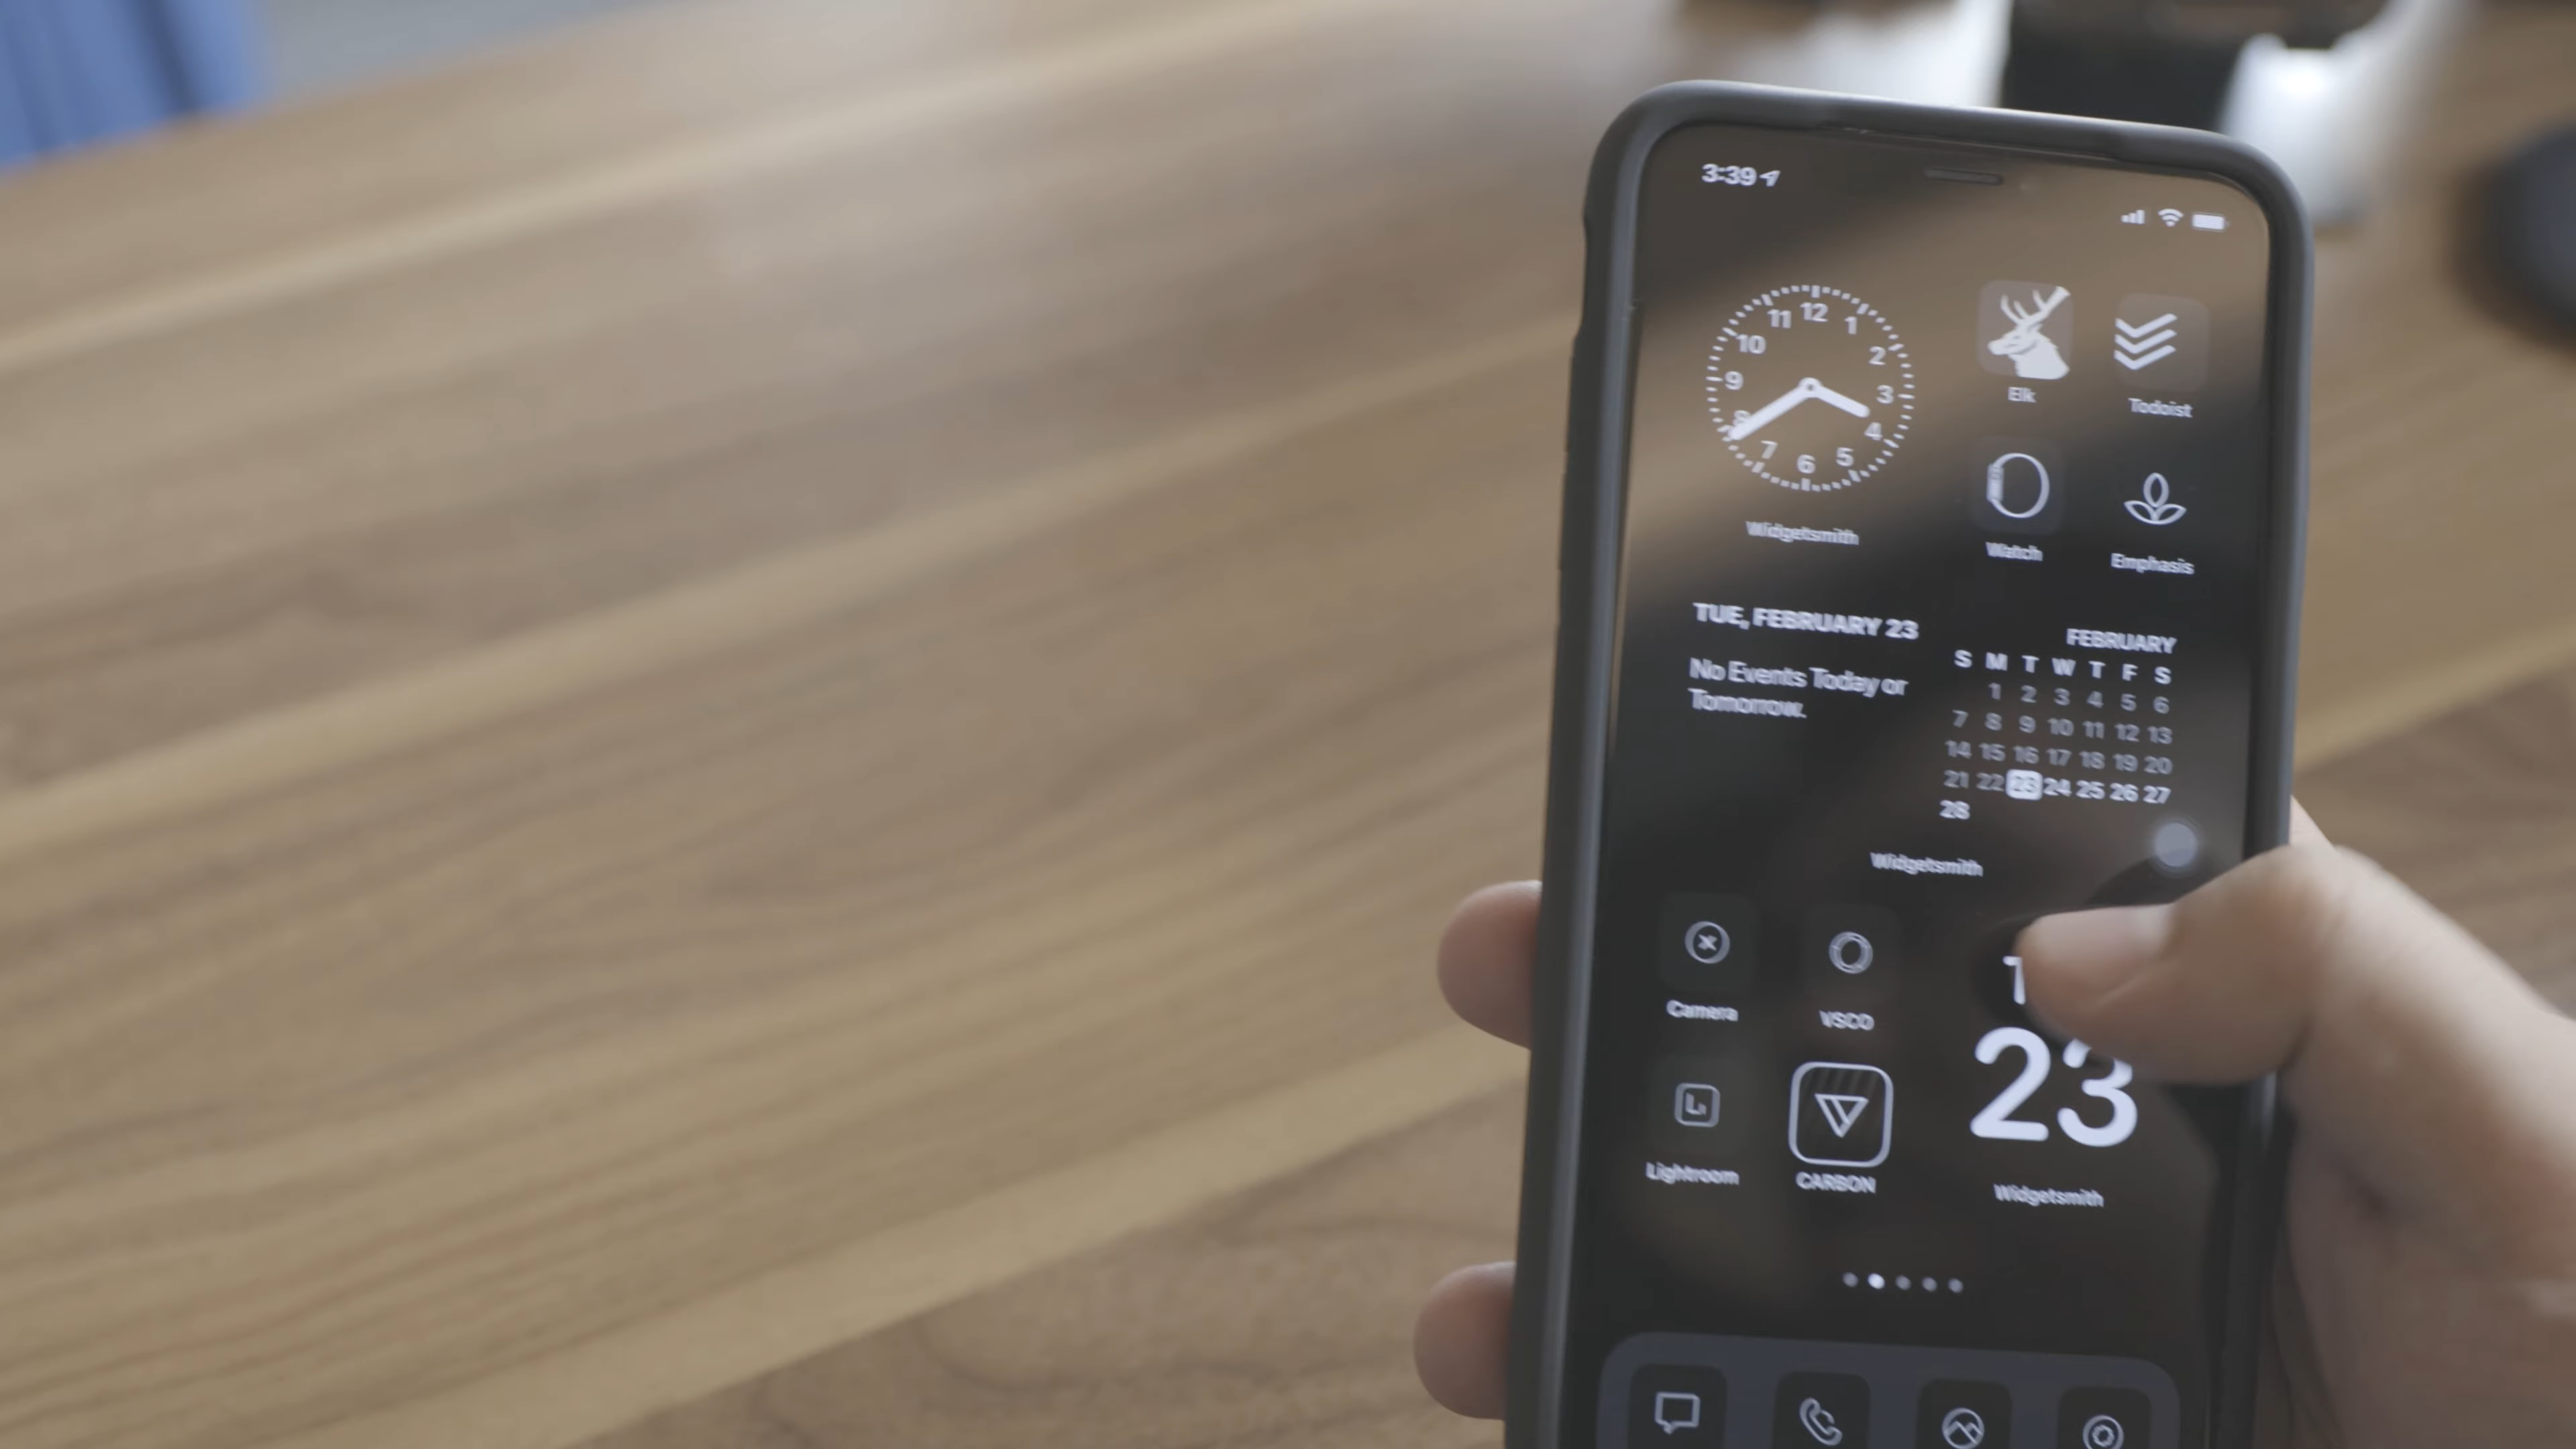 3:39
12
11 1
10 2
9 3
8 4
7 5
6
Widgetsmith
Elk
Todoist
Watch
Emphasis
TUE, FEBRUARY 23
No Events Today or
Tomorrow.
FEBRUARY
S M T W T F S
1 2 3 4 5 6
7 8 9 10 11 12 13
14 15 16 17 18 19 20
21 22 23 24 25 26 27
28
Widgetsmith
Camera
VSCO
Lightroom
CARBON
23
Widgetsmith